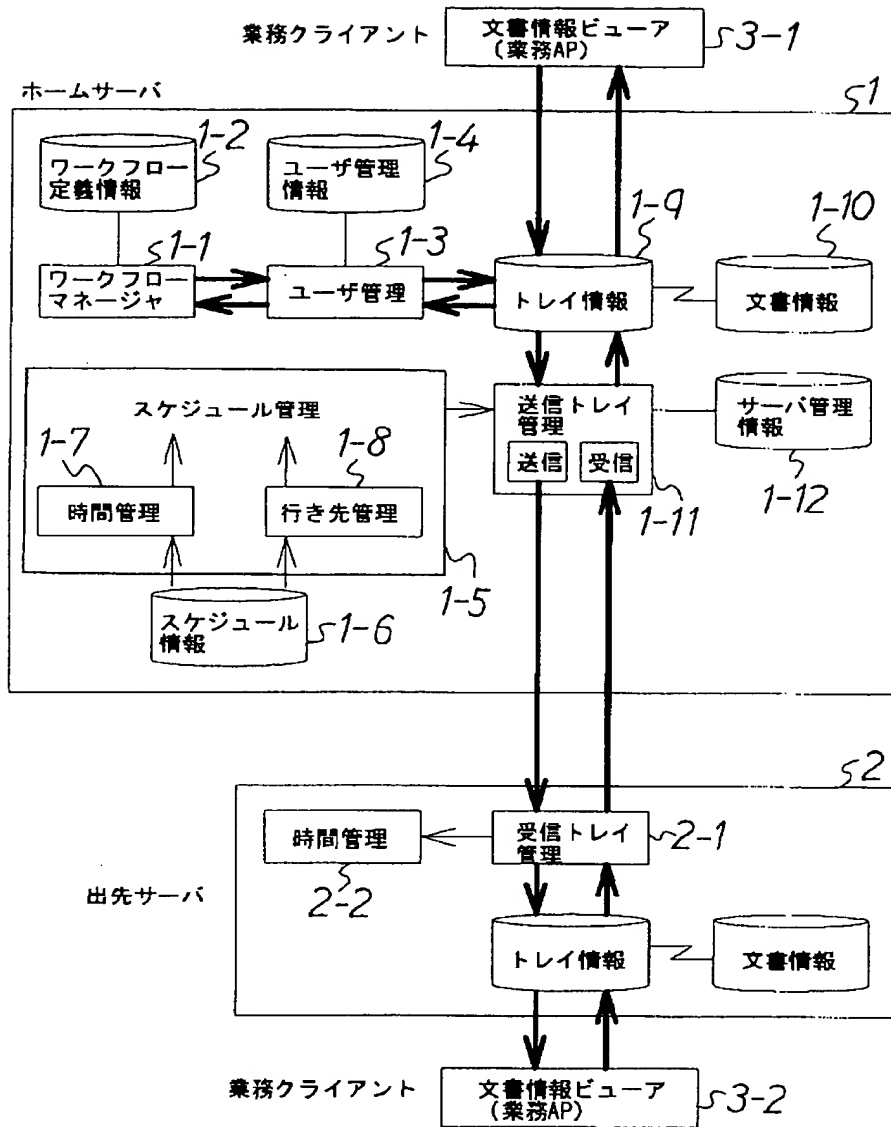 業務クライアント
文書情報ビューア
(業務AP)
3-1
ホームサーバ
S1
1-2
1-4
ワークフロー
定義情報
ユーザ管理
情報
1-9
1-10
1-1
1-3
ワークフロー
マネージャ
ユーザ管理
トレイ情報
文書情報
スケジュール管理
送信トレイ
管理
サーバ管理
情報
1-7
1-8
送信
受信
時間管理
行き先管理
1-11
1-12
1-5
スケジュール
情報
1-6
S2
時間管理
受信トレイ
管理
2-1
2-2
出先サーバ
トレイ情報
文書情報
業務クライアント
文書情報ビューア
(業務AP)
3-2